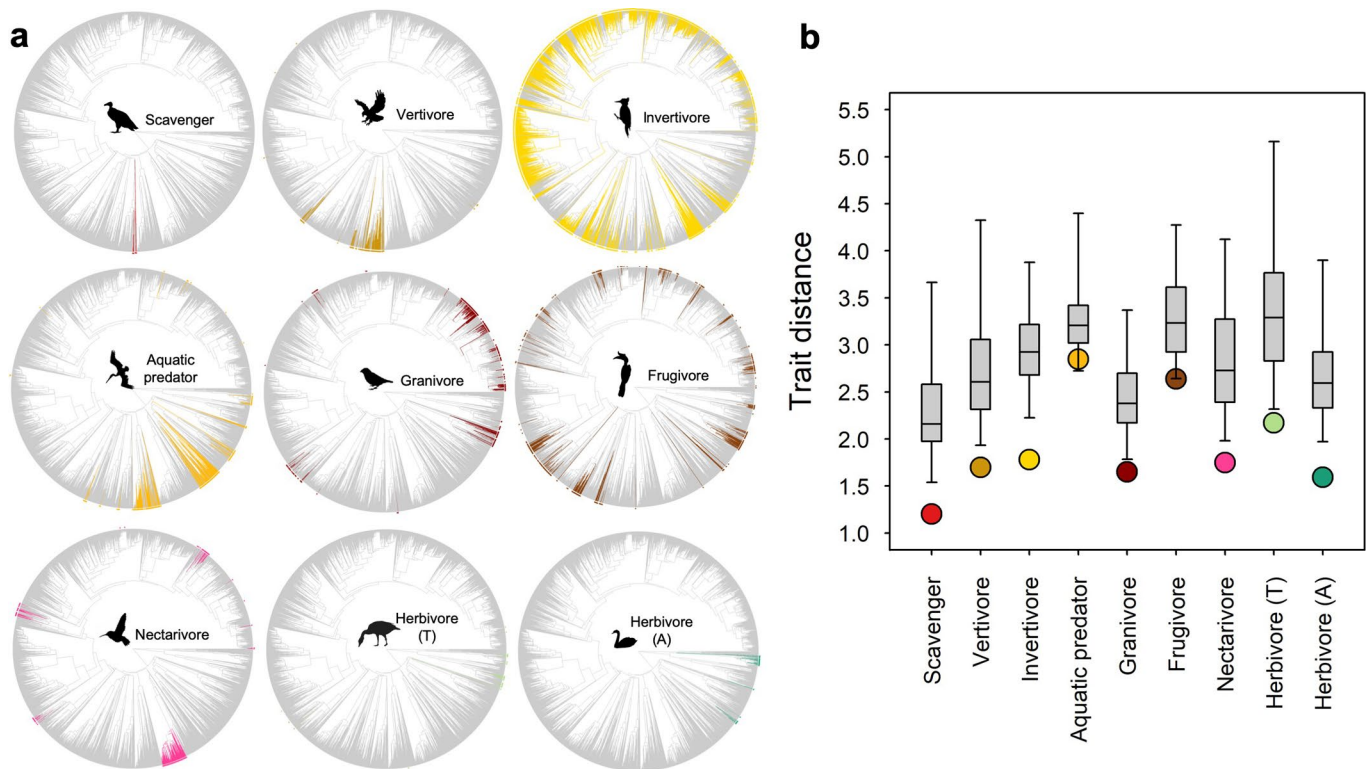 a
Scavenger
Vertivore
Invertivore
Aquatic
predator
Granivore
Frugivore
Nectarivore
Herbivore
(T)
Herbivore
(A)
b
Trait distance
5.5
5.0
4.5
4.0
3.5
3.0
2.5
2.0
1.5
1.0
Scavenger
Vertivore
Invertivore
Aquatic predator
Granivore
Frugivore
Nectarivore
Herbivore (T)
Herbivore (A)